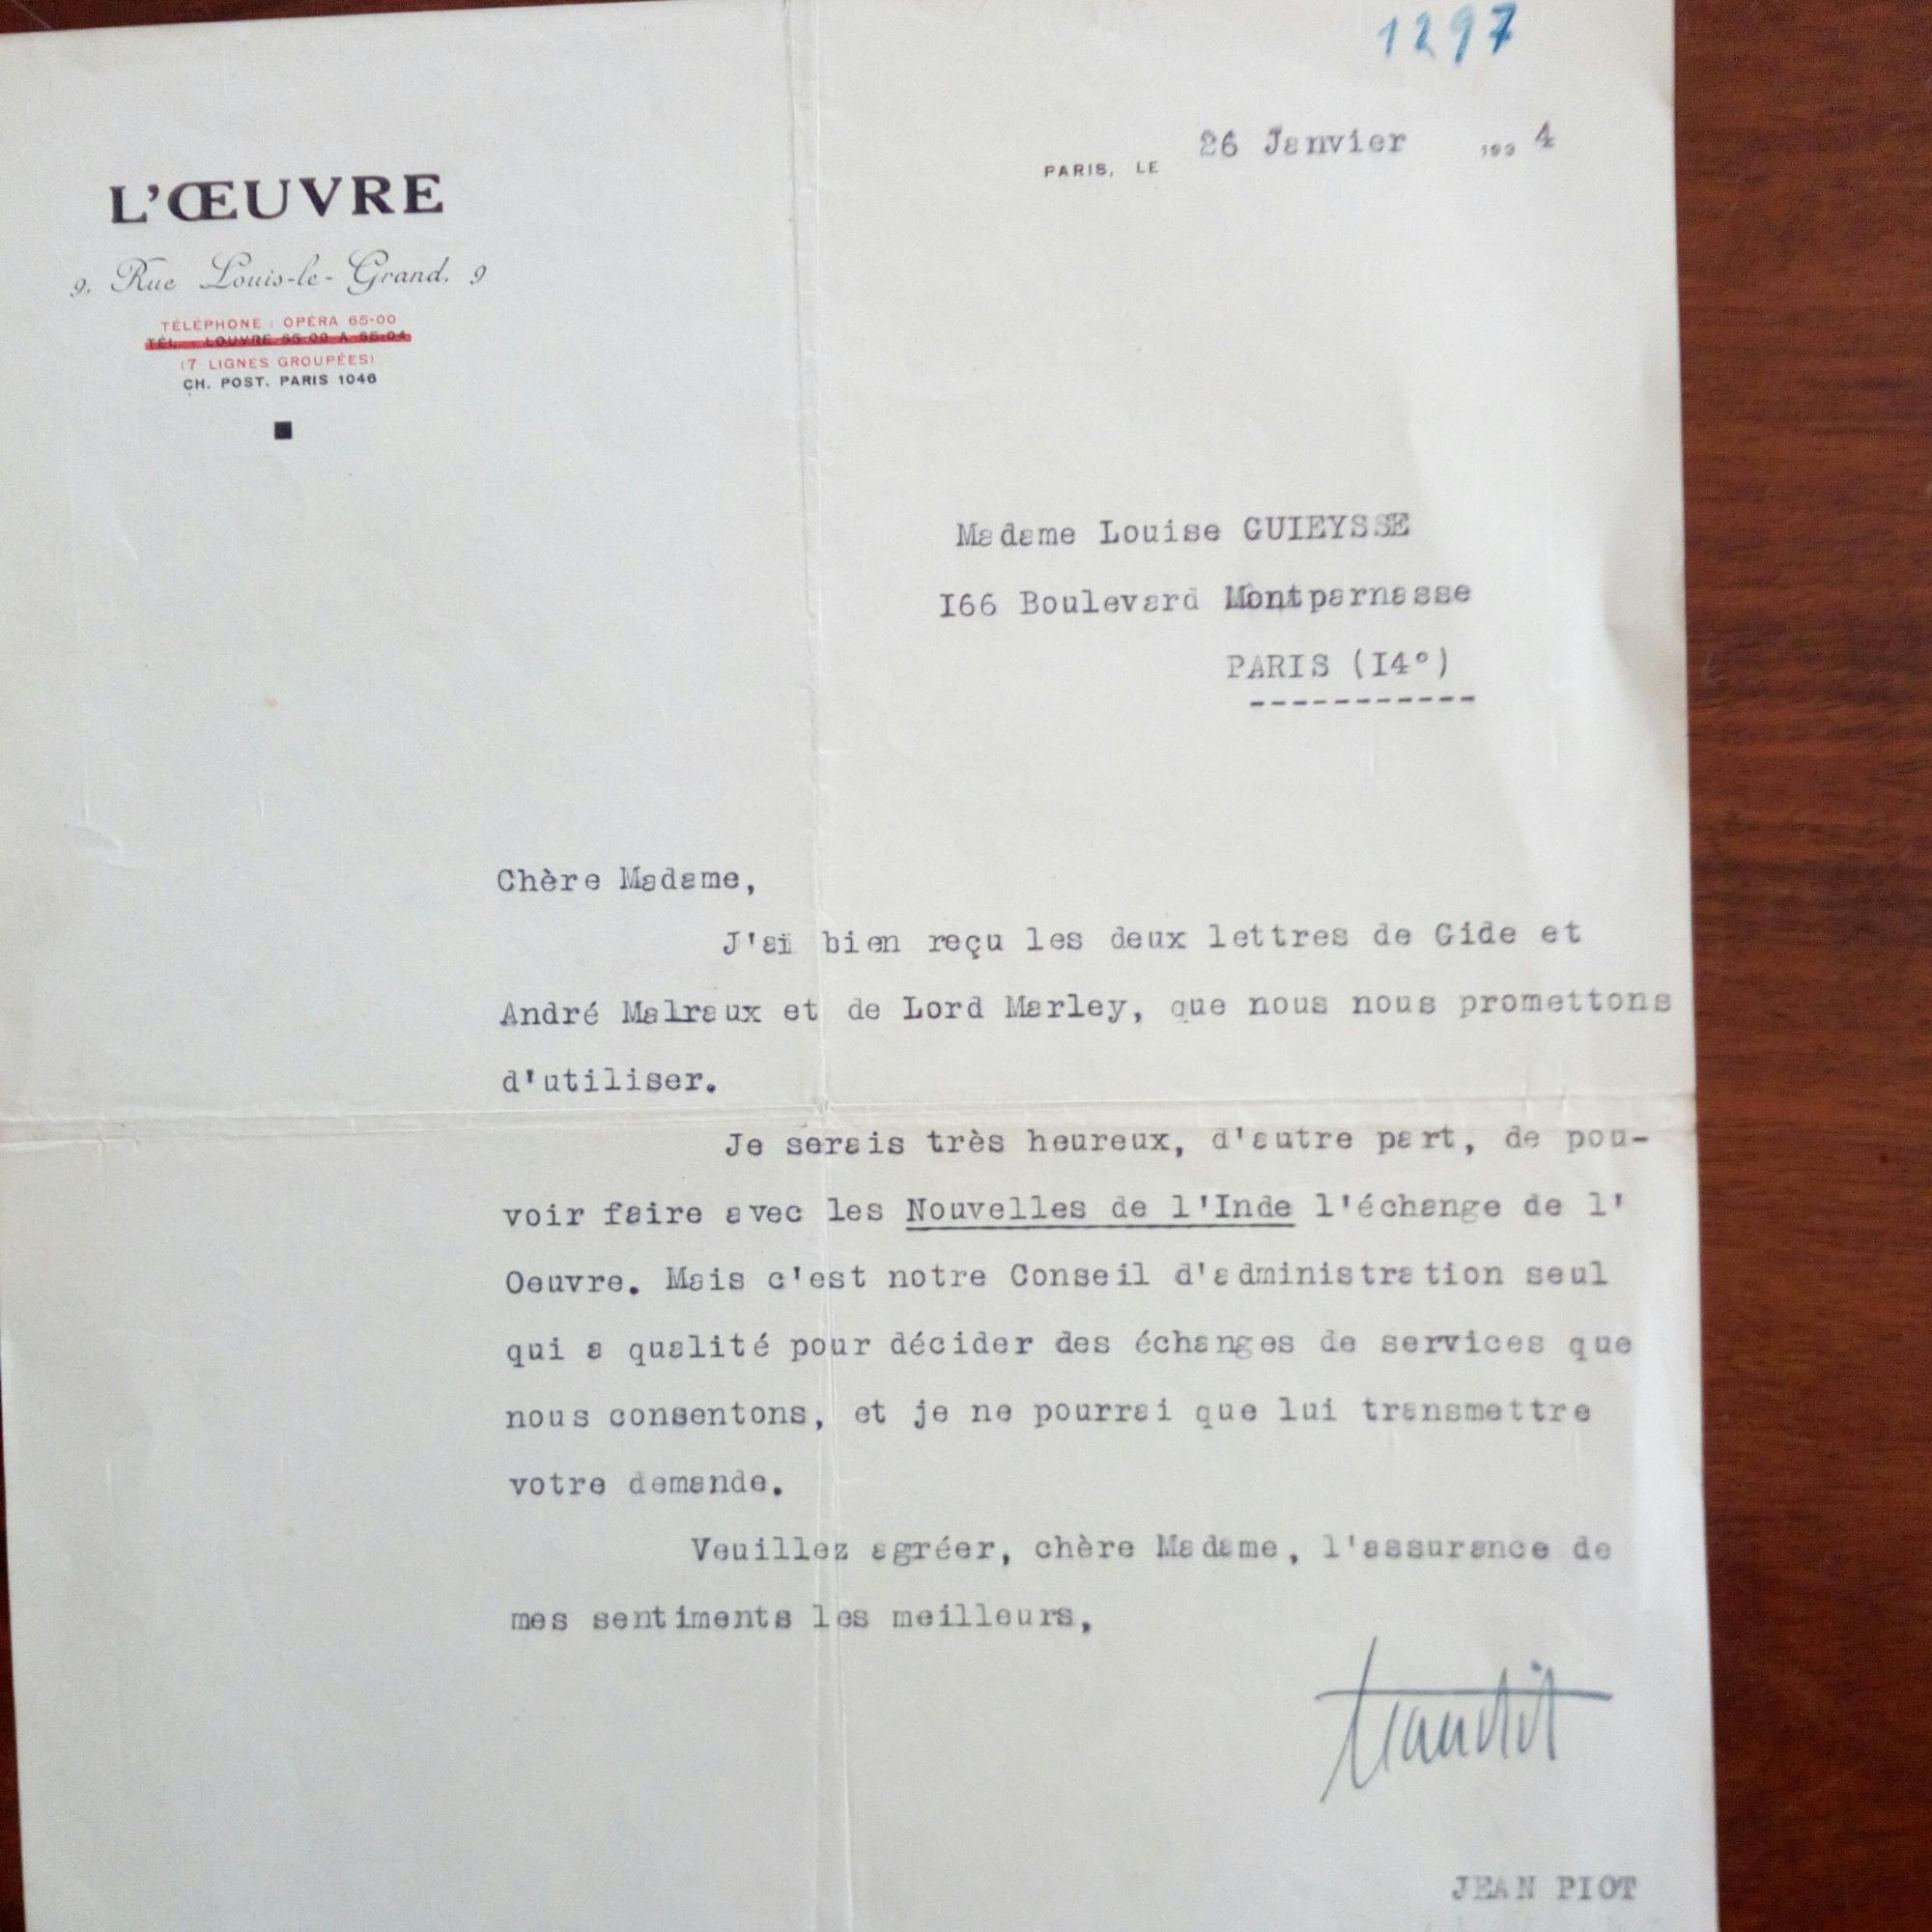 1297
PARIS, LE 26 Janvier 193 4
L'ŒUVRE
9, Rue Louis-le-Grand, 9
TÉLÉPHONE : OPÉRA 65-00
TÉL. : LOUVRE 65-00 A 65-04
(7 LIGNES GROUPÉES)
CH. POST. PARIS 1046
Madame Louise GUIEYSSE
I66 Boulevard Montparnasse
PARIS (I4°)
-----------
Chère Madame,
J'ai bien reçu les deux lettres de Gide et
André Malraux et de Lord Marley, que nous nous promettons
d'utiliser.
Je serais très heureux, d'autre part, de pou-
voir faire avec les Nouvelles de l'Inde l'échange de l'
Oeuvre. Mais c'est notre Conseil d'administration seul
qui a qualité pour décider des échanges de services que
nous consentons, et je ne pourrai que lui transmettre
votre demande.
Veuillez agréer, chère Madame, l'assurance de
mes sentiments les meilleurs,
JEAN PIOT